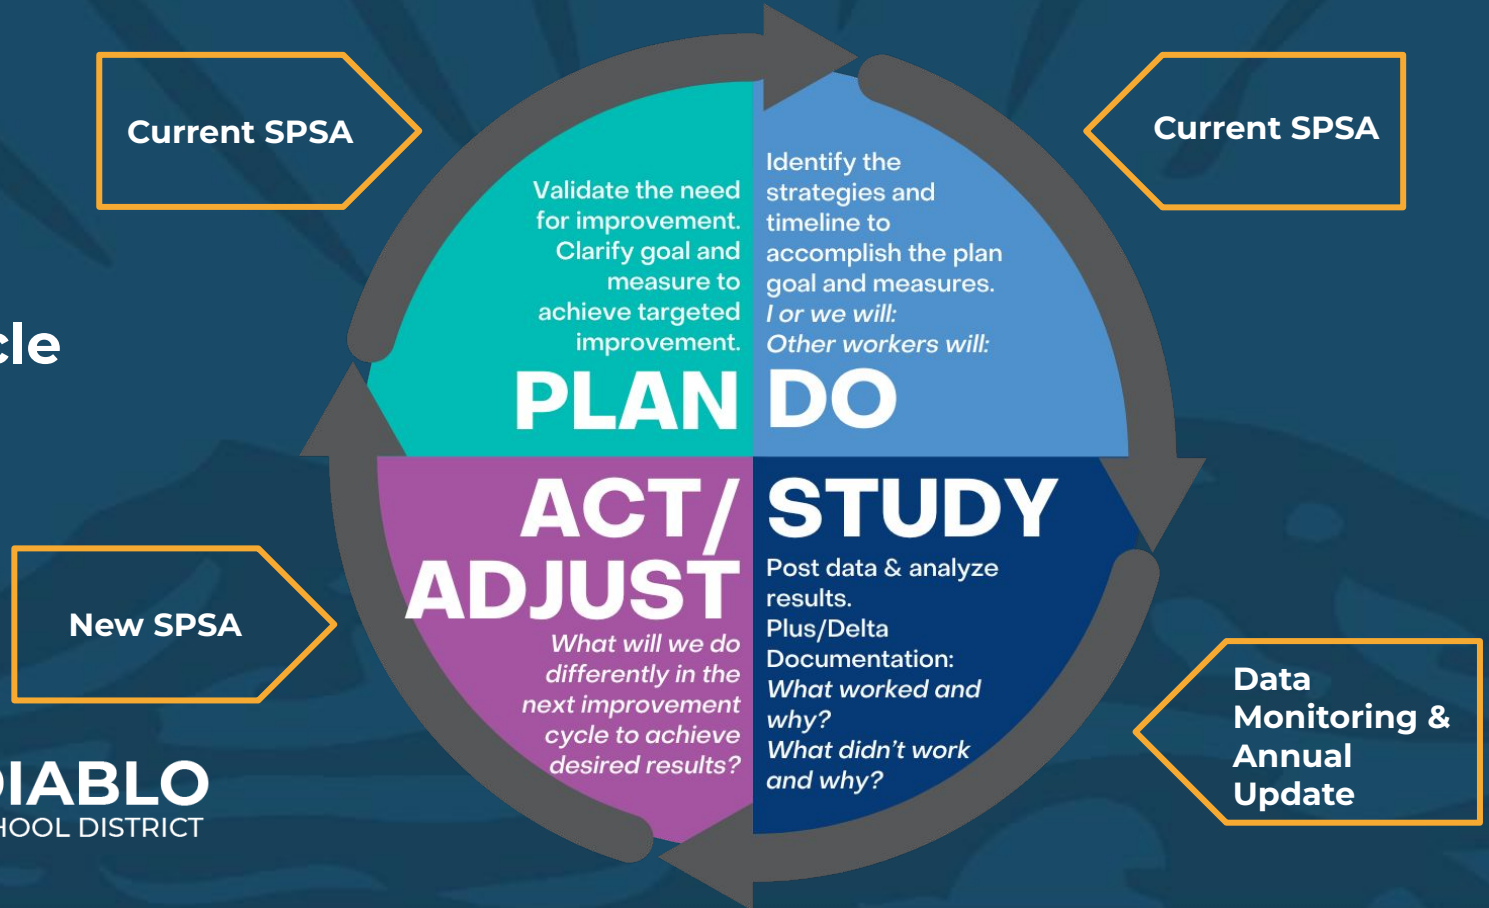 Current SPSA
Current SPSA
Validate the need
for improvement.
Clarify goal and
measure to
achieve targeted
improvement.
PLAN
Identify the
strategies and
timeline to
accomplish the plan
goal and measures.
I or we will:
Other workers will:
DO
ACT/
ADJUST
What will we do
differently in the
next improvement
cycle to achieve
desired results?
STUDY
Post data & analyze
results.
Plus/Delta
Documentation:
What worked and
why?
What didn't work
and why?
New SPSA
Data
Monitoring &
Annual
Update
DIABLO
DISTRICT